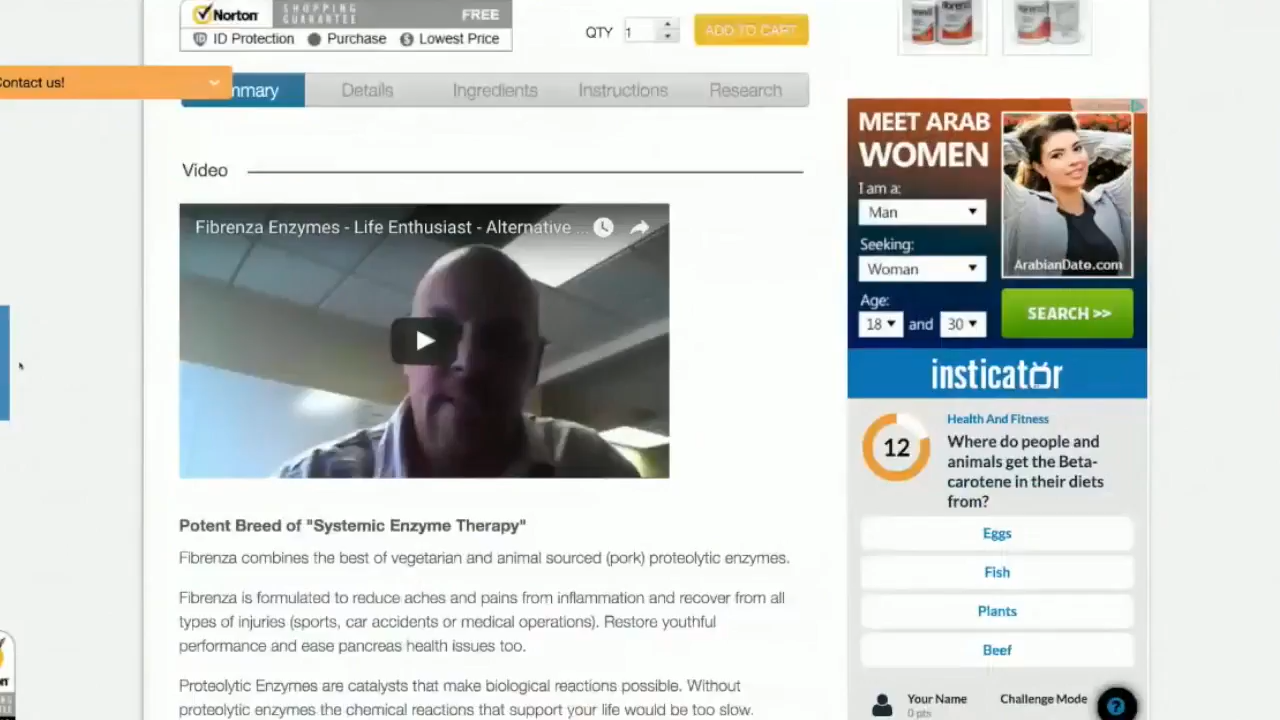 Norton
SHOPPING
GUARANTEE
FREE
ID Protection
Purchase
Lowest Price
QTY
1
ADD TO CART
Contact us!
mmary
Details
Ingredients
Instructions
Research
Video
Fibrenza Enzymes - Life Enthusiast - Alternative ...
Potent Breed of "Systemic Enzyme Therapy"
Fibrenza combines the best of vegetarian and animal sourced (pork) proteolytic enzymes.
Fibrenza is formulated to reduce aches and pains from inflammation and recover from all
types of injuries (sports, car accidents or medical operations). Restore youthful
performance and ease pancreas health issues too.
Proteolytic Enzymes are catalysts that make biological reactions possible. Without
proteolytic enzymes the chemical reactions that support your life would be too slow.
MEET ARAB
WOMEN
I am a:
Man
Seeking:
Woman
Age:
18 and 30
ArabianDate.com
SEARCH >>
insticator
12
Health And Fitness
Where do people and
animals get the Beta-
carotene in their diets
from?
Eggs
Fish
Plants
Beef
Your Name
0 pts
Challenge Mode
?